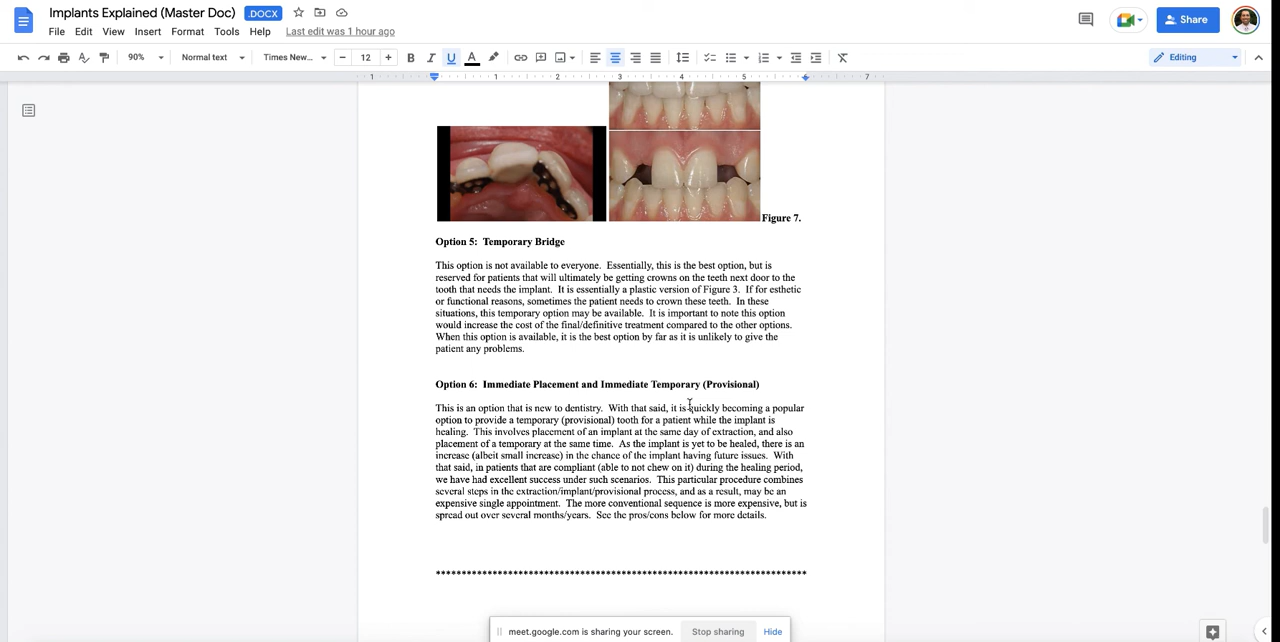 Implants Explained (Master Doc) .DOCX
File Edit View Insert Format Tools Help Last edit was 1 hour ago
Share
90% Normal text Times New... 12 B I U A Editing
1 1 2 3 4 5 6 7
Figure 7.
Option 5: Temporary Bridge
This option is not available to everyone. Essentially, this is the best option, but is
reserved for patients that will ultimately be getting crowns on the teeth next door to the
tooth that needs the implant. It is essentially a plastic version of Figure 3. If for esthetic
or functional reasons, sometimes the patient needs to crown these teeth. In these
situations, this temporary option may be available. It is important to note this option
would increase the cost of the final/definitive treatment compared to the other options.
When this option is available, it is the best option by far as it is unlikely to give the
patient any problems.
Option 6: Immediate Placement and Immediate Temporary (Provisional)
This is an option that is new to dentistry. With that said, it is quickly becoming a popular
option to provide a temporary (provisional) tooth for a patient while the implant is
healing. This involves placement of an implant at the same day of extraction, and also
placement of a temporary at the same time. As the implant is yet to be healed, there is an
increase (albeit small increase) in the chance of the implant having future issues. With
that said, in patients that are compliant (able to not chew on it) during the healing period,
we have had excellent success under such scenarios. This particular procedure combines
several steps in the extraction/implant/provisional process, and as a result, may be an
expensive single appointment. The more conventional sequence is more expensive, but is
spread out over several months/years. See the pros/cons below for more details.
**************************************************************************
meet.google.com is sharing your screen. Stop sharing Hide